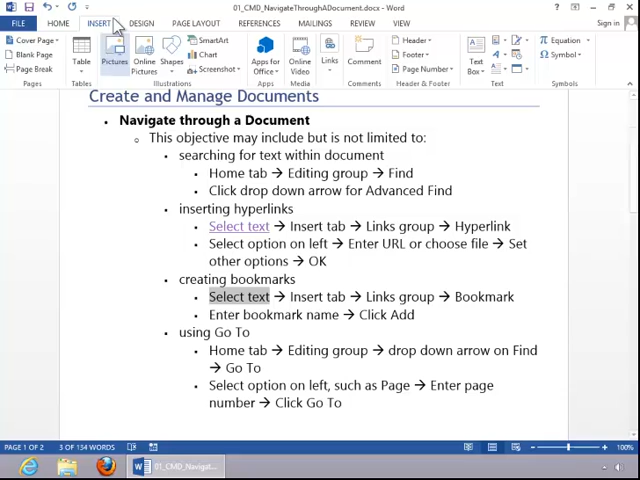 01_CMD_NavigateThroughADocument.docx - Word
FILE HOME INSERT DESIGN PAGE LAYOUT REFERENCES MAILINGS REVIEW VIEW Sign in
Cover Page
Blank Page
Page Break
Pages
Table
Tables
Pictures
Online Pictures
Shapes
SmartArt
Chart
Screenshot
Illustrations
Apps for Office
Apps
Online Video
Media
Links
Comment
Comments
Header
Footer
Page Number
Header & Footer
Text Box
Text
Equation
Symbol
Symbols
Create and Manage Documents
• Navigate through a Document
o This objective may include but is not limited to:
• searching for text within document
• Home tab → Editing group → Find
• Click drop down arrow for Advanced Find
• inserting hyperlinks
• Select text → Insert tab → Links group → Hyperlink
• Select option on left → Enter URL or choose file → Set
other options → OK
• creating bookmarks
• Select text → Insert tab → Links group → Bookmark
• Enter bookmark name → Click Add
• using Go To
• Home tab → Editing group → drop down arrow on Find
→ Go To
• Select option on left, such as Page → Enter page
number → Click Go To
PAGE 1 OF 2 3 OF 134 WORDS 100%
01_CMD_Navigat...